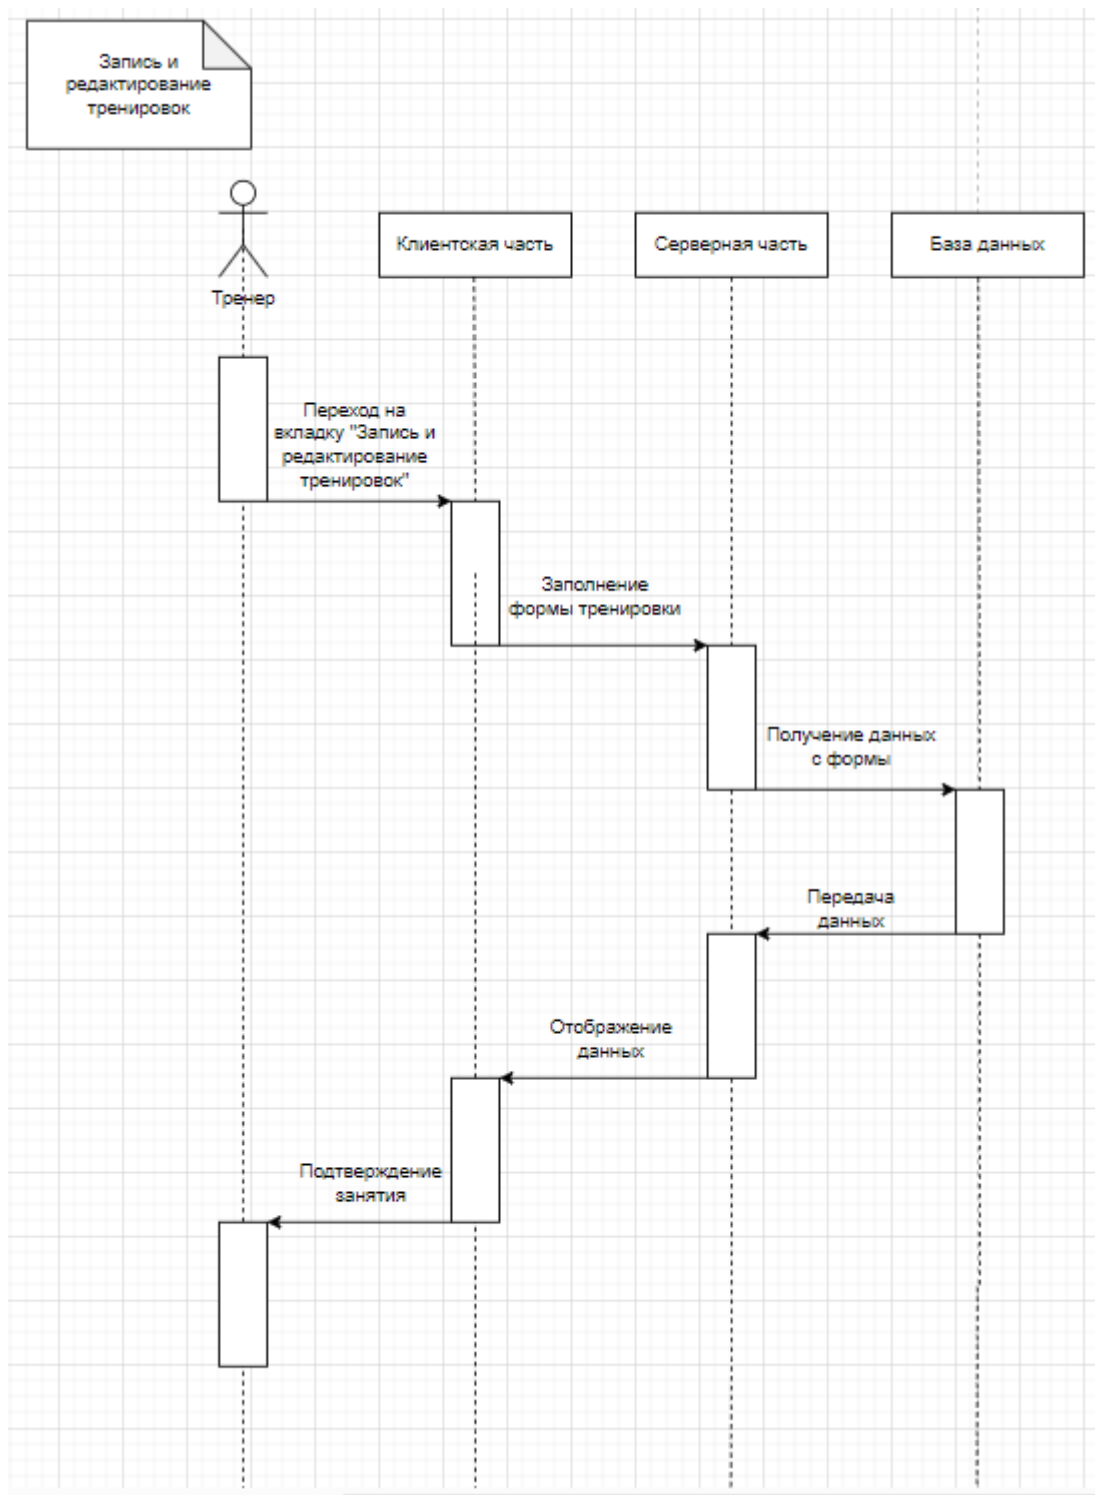 Запись и
редактирование
тренировок
Клиентская часть
Серверная часть
База данных
Тренер
Переход на
вкладку "Запись и
редактирование
тренировок"
Заполнение
формы тренировки
Получение данных
с формы
Передача
данных
Отображение
данных
Подтверждение
занятия